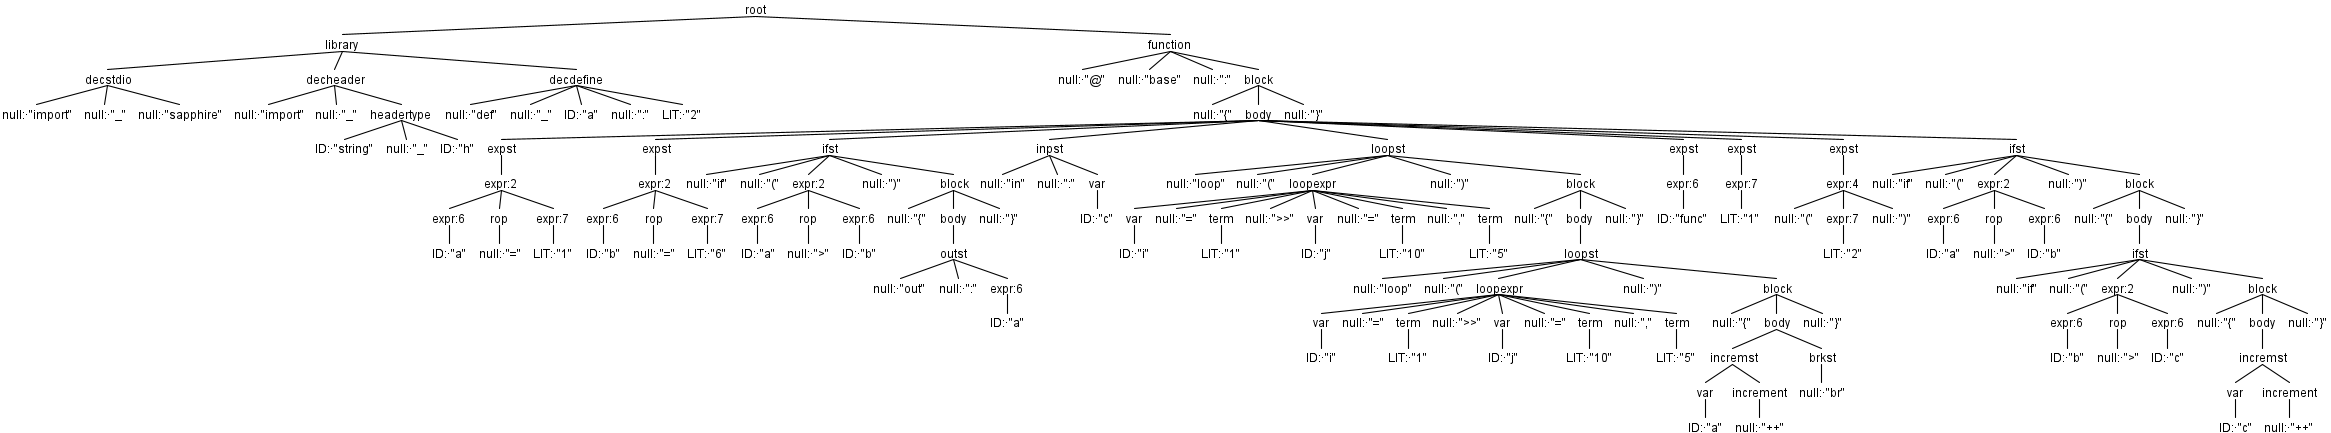 root
library function
decstdio decheader decdefine null:·"@" null:·"base" null:·":" block
null:·"import" null:·"_" null:·"sapphire" null:·"import" null:·"_" headertype null:·"def" null:·"_" ID:·"a" null:·":" LIT:·"2" null:·"{" body null:·"}"
ID:·"string" null:·"_" ID:·"h" expst expst ifst inpst loopst expst expst expst ifst
expr:2 expr:2 null:·"if" null:·"(" expr:2 null:·")" block null:·"in" null:·":" var null:·"loop" null:·"(" loopexpr null:·")" block expr:6 expr:7 expr:4 null:·"if" null:·"(" expr:2 null:·")" block
expr:6 rop expr:7 expr:6 rop expr:7 expr:6 rop expr:6 null:·"{" body null:·"}" ID:·"c" var null:·"=" term null:·">>" var null:·"=" term null:·"," term null:·"{" body null:·"}" ID:·"func" LIT:·"1" null:·"(" expr:7 null:·")" expr:6 rop expr:6 null:·"{" body null:·"}"
ID:·"a" null:·"=" LIT:·"1" ID:·"b" null:·"=" LIT:·"6" ID:·"a" null:·">" ID:·"b" outst ID:·"i" LIT:·"1" ID:·"j" LIT:·"10" LIT:·"5" loopst LIT:·"2" ID:·"a" null:·">" ID:·"b" ifst
null:·"out" null:·":" expr:6 null:·"loop" null:·"(" loopexpr null:·")" block null:·"if" null:·"(" expr:2 null:·")" block
ID:·"a" var null:·"=" term null:·">>" var null:·"=" term null:·"," term null:·"{" body null:·"}" expr:6 rop expr:6 null:·"{" body null:·"}"
ID:·"i" LIT:·"1" ID:·"j" LIT:·"10" LIT:·"5" incremst brkst ID:·"b" null:·">" ID:·"c" incremst
var increment null:·"br" var increment
ID:·"a" null:·"++" ID:·"c" null:·"++"